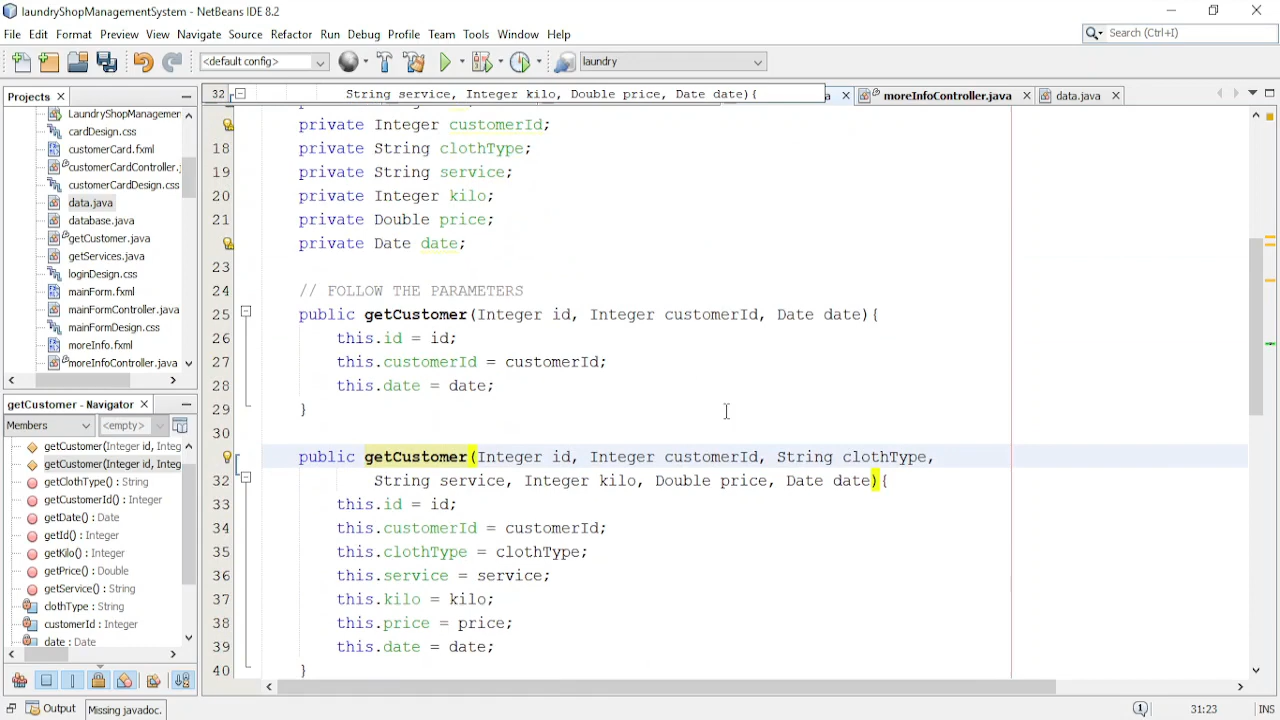 laundryShopManagementSystem - NetBeans IDE 8.2
File Edit Format Preview View Navigate Source Refactor Run Debug Profile Team Tools Window Help
Search (Ctrl+I)
<default config>
laundry
Projects
32 String service, Integer kilo, Double price, Date date){
moreInfoController.java
data.java
LaundryShopManagemen
cardDesign.css
customerCard.fxml
customerCardController.j
customerCardDesign.css
data.java
database.java
getCustomer.java
getServices.java
loginDesign.css
mainForm.fxml
mainFormController.java
mainFormDesign.css
moreInfo.fxml
moreInfoController.java
getCustomer - Navigator
Members
<empty>
getCustomer(Integer id, Integ
getCustomer(Integer id, Integ
getClothType() : String
getCustomerId() : Integer
getDate() : Date
getId() : Integer
getKilo() : Integer
getPrice() : Double
getService() : String
clothType : String
customerId : Integer
date : Date
private Integer customerId;
18 private String clothType;
19 private String service;
20 private Integer kilo;
21 private Double price;
private Date date;
23
24 // FOLLOW THE PARAMETERS
25 public getCustomer(Integer id, Integer customerId, Date date){
26 this.id = id;
27 this.customerId = customerId;
28 this.date = date;
29 }
30
public getCustomer(Integer id, Integer customerId, String clothType,
32 String service, Integer kilo, Double price, Date date){
33 this.id = id;
34 this.customerId = customerId;
35 this.clothType = clothType;
36 this.service = service;
37 this.kilo = kilo;
38 this.price = price;
39 this.date = date;
40 }
Output
Missing javadoc.
31:23
INS